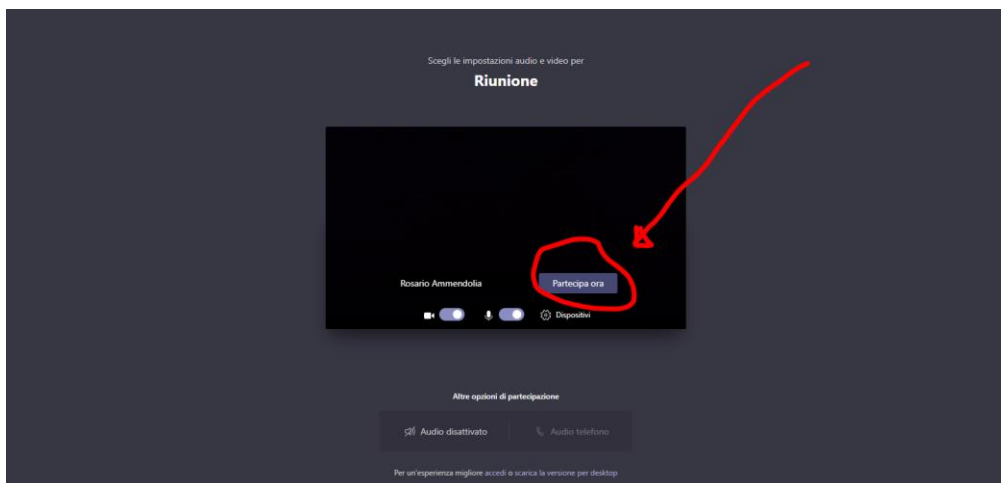 Scegli le impostazioni audio e video per
Riunione
Rosario Ammendolia
Partecipa ora
Dispositivi
Altre opzioni di partecipazione
Audio disattivato
Audio telefono
Per un'esperienza migliore accedi o scarica la versione per desktop